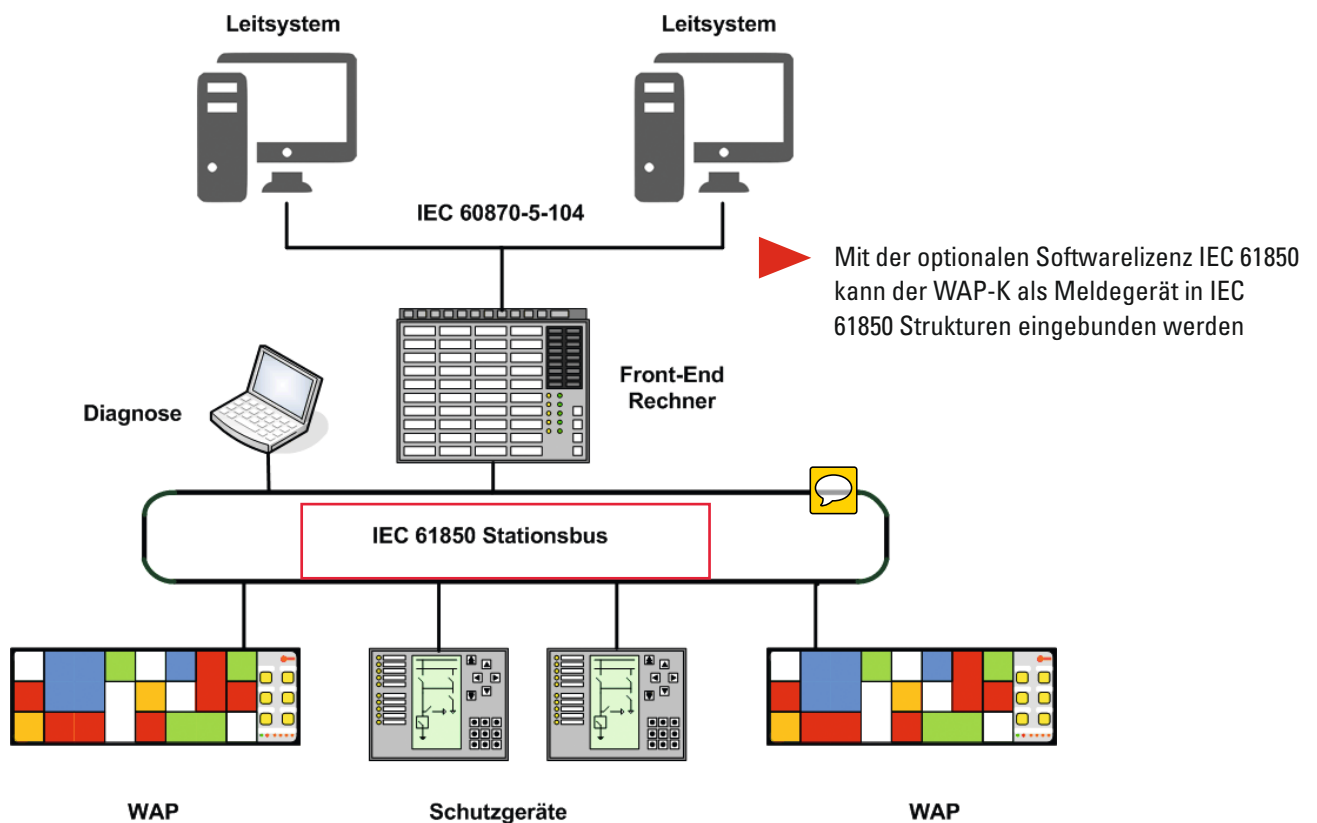 Leitsystem
Leitsystem
IEC 60870-5-104
Mit der optionalen Softwarelizenz IEC 61850
kann der WAP-K als Meldegerät in IEC
61850 Strukturen eingebunden werden
Front-End
Rechner
Diagnose
IEC 61850 Stationsbus
WAP
Schutzgeräte
WAP